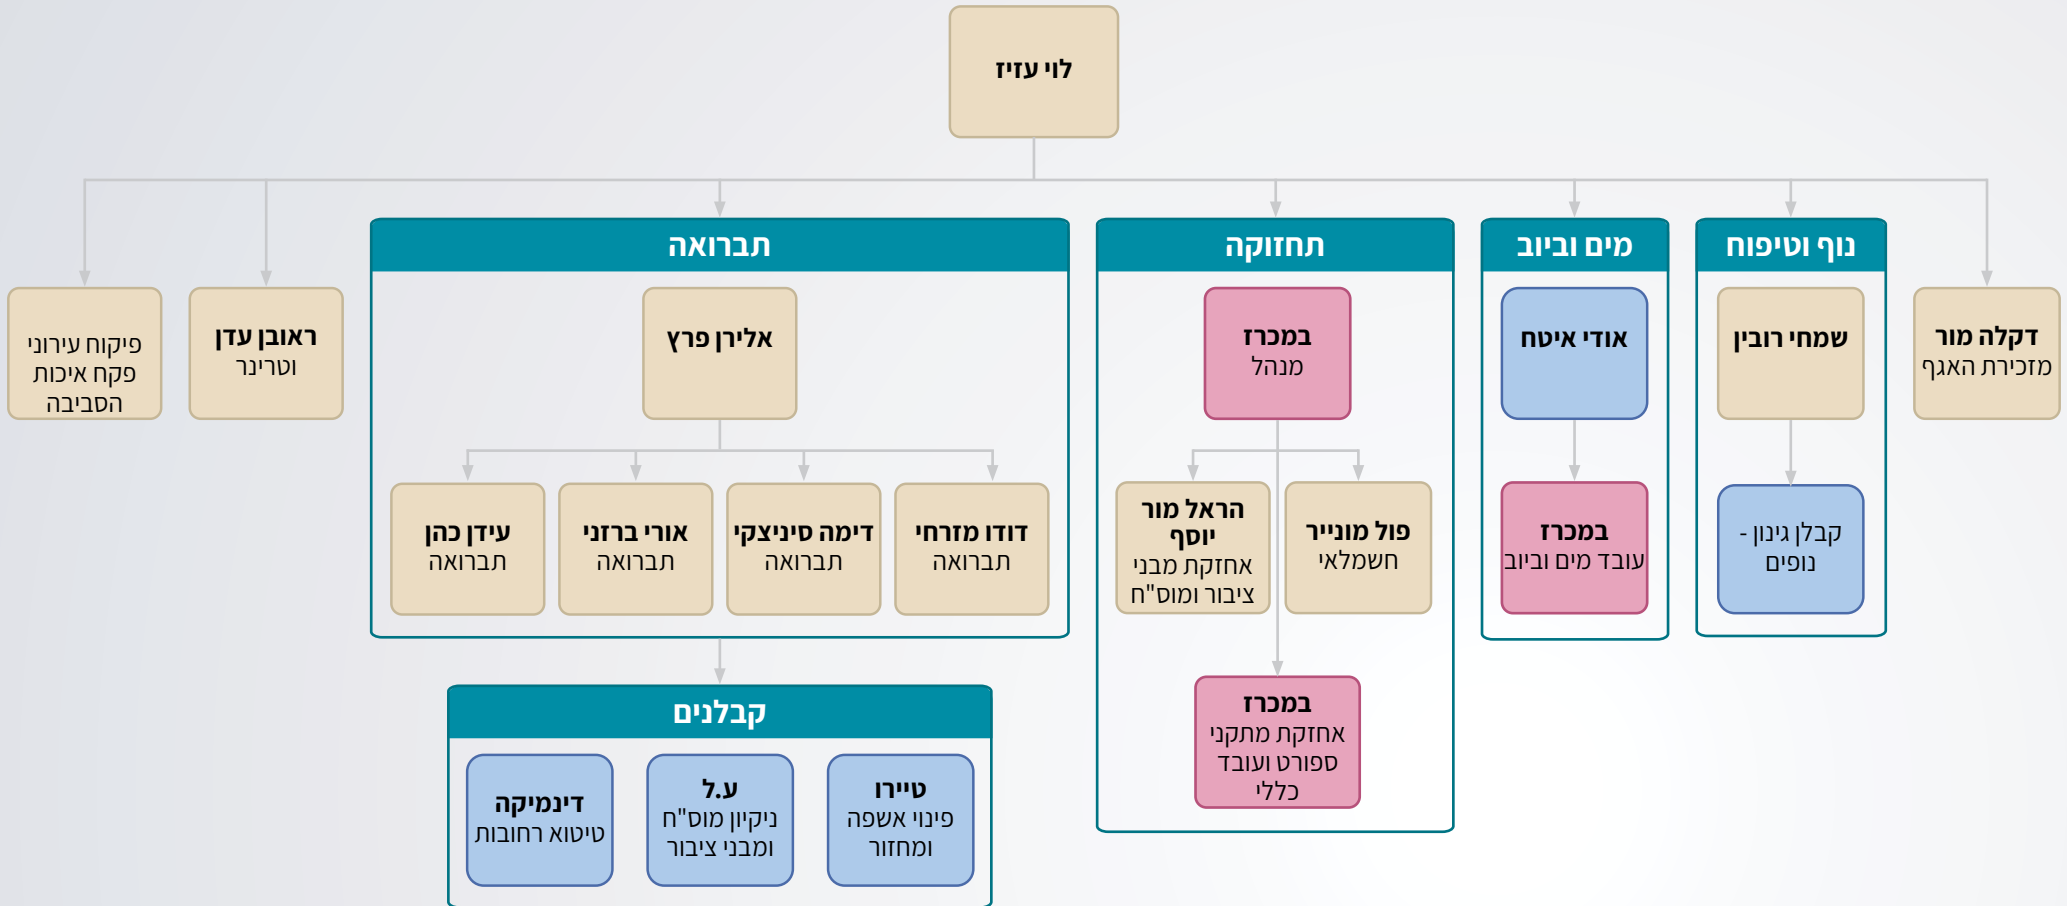 לוי עזיז
נוף וטיפוח
מים וביוב
תחזוקה
תברואה
דקלה מור
מזכירת האגף
שמחי רובין
אודי איטח
במכרז
מנהל
אלירן פרץ
ראובן עדן
וטרינר
פיקוח עירוני
פקח איכות
הסביבה
קבלן גינון -
נופים
במכרז
עובד מים וביוב
פול מונייר
חשמלאי
הראל מור
יוסף
אחזקת מבני
ציבור ומוס"ח
דודו מזרחי
תברואה
דימה סיניצקי
תברואה
אורי ברזני
תברואה
עידן כהן
תברואה
במכרז
אחזקת מתקני
ספורט ועובד
כללי
קבלנים
טיירו
פינוי אשפה
ומחזור
ע.ל
ניקיון מוס"ח
ומבני ציבור
דינמיקה
טיטוא רחובות